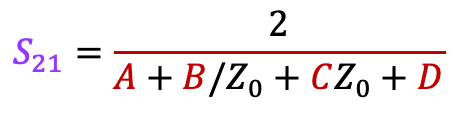 S₂₁ = 2 / (A + B/Z₀ + CZ₀ + D)